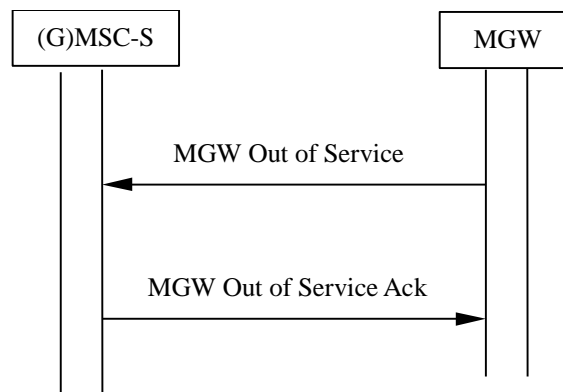 (G)MSC-S
MGW
MGW Out of Service
MGW Out of Service Ack